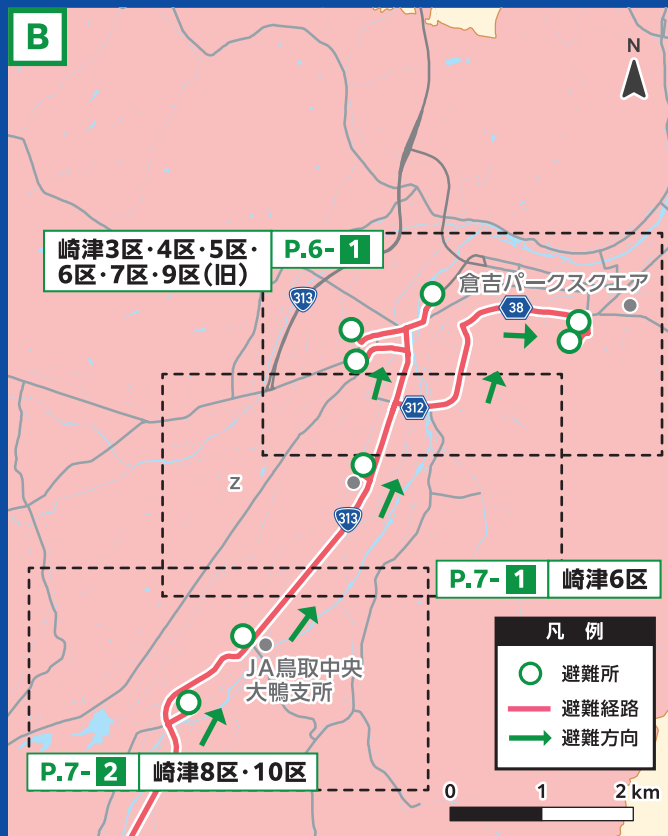 B
N
崎津3区・4区・5区・
6区・7区・9区(旧)
P.6-1
313
倉吉パークスクエア
38
312
Z
313
P.7-1 崎津6区
JA鳥取中央
大鴨支所
P.7-2 崎津8区・10区
凡例
避難所
避難経路
避難方向
0 1 2 km